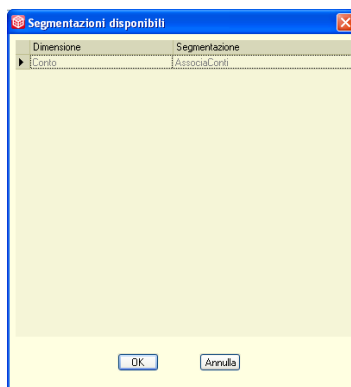 Segmentazioni disponibili
Dimensione Segmentazione
Conto AssociaConti
OK Annulla